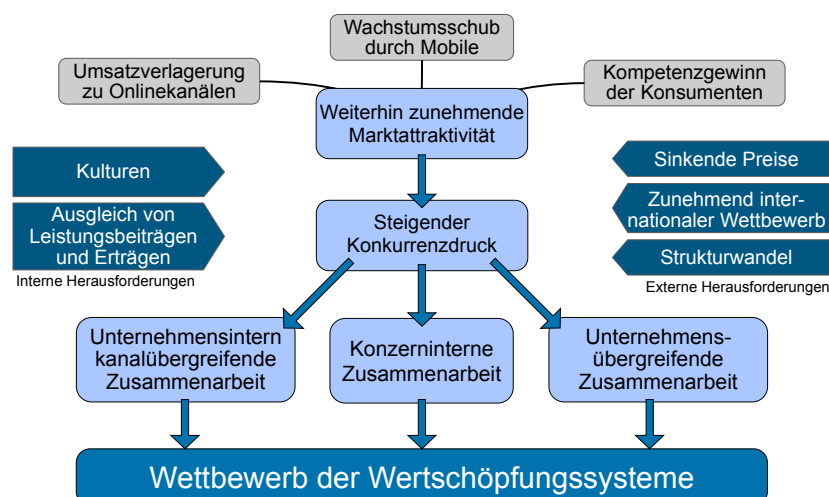 Wachstumsschub
durch Mobile
Umsatzverlagerung
zu Onlinekanälen
Kompetenzgewinn
der Konsumenten
Weiterhin zunehmende
Marktattraktivität
Kulturen
Ausgleich von
Leistungsbeiträgen
und Erträgen
Interne Herausforderungen
Steigender
Konkurrenzdruck
Sinkende Preise
Zunehmend inter-
nationaler Wettbewerb
Strukturwandel
Externe Herausforderungen
Unternehmensintern
kanalübergreifende
Zusammenarbeit
Konzerninterne
Zusammenarbeit
Unternehmens-
übergreifende
Zusammenarbeit
Wettbewerb der Wertschöpfungssysteme